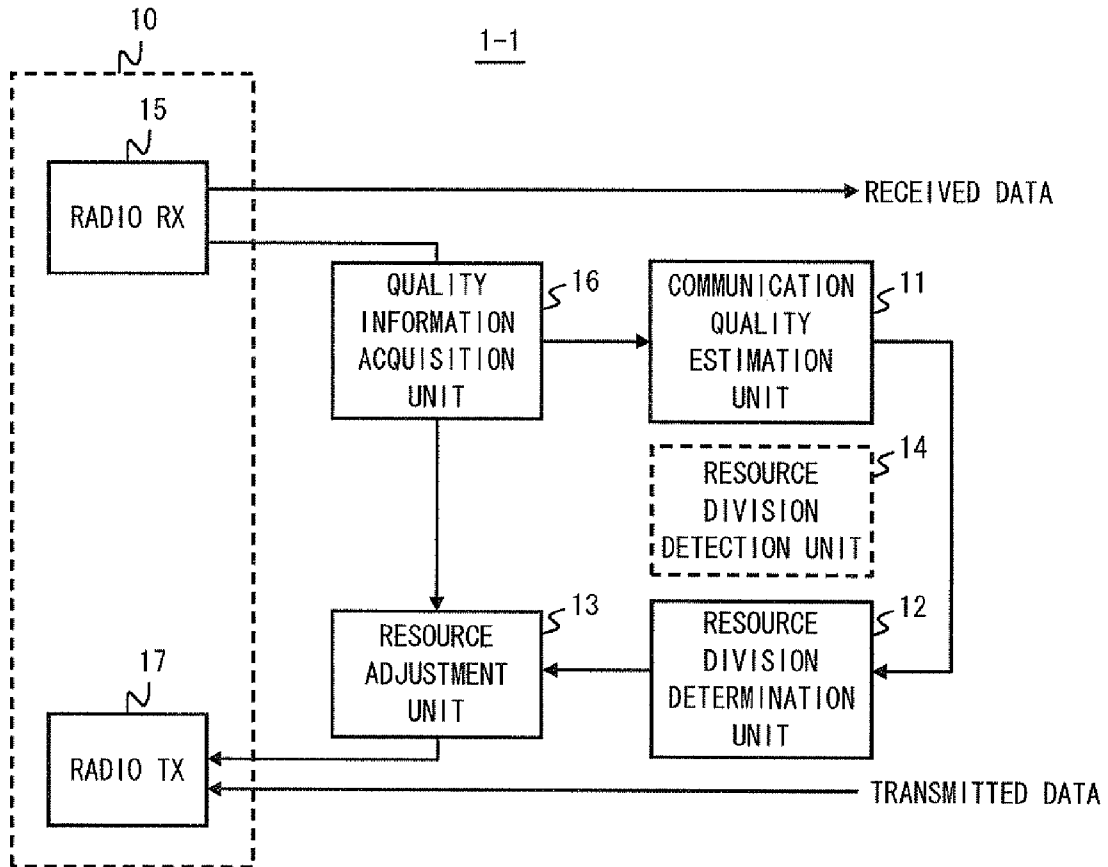 10
1-1
15
RADIO RX
RECEIVED DATA
QUALITY
INFORMATION
ACQUISITION
UNIT
16
COMMUNICATION
QUALITY
ESTIMATION
UNIT
11
RESOURCE
DIVISION
DETECTION UNIT
14
RESOURCE
ADJUSTMENT
UNIT
13
RESOURCE
DIVISION
DETERMINATION
UNIT
12
17
RADIO TX
TRANSMITTED DATA